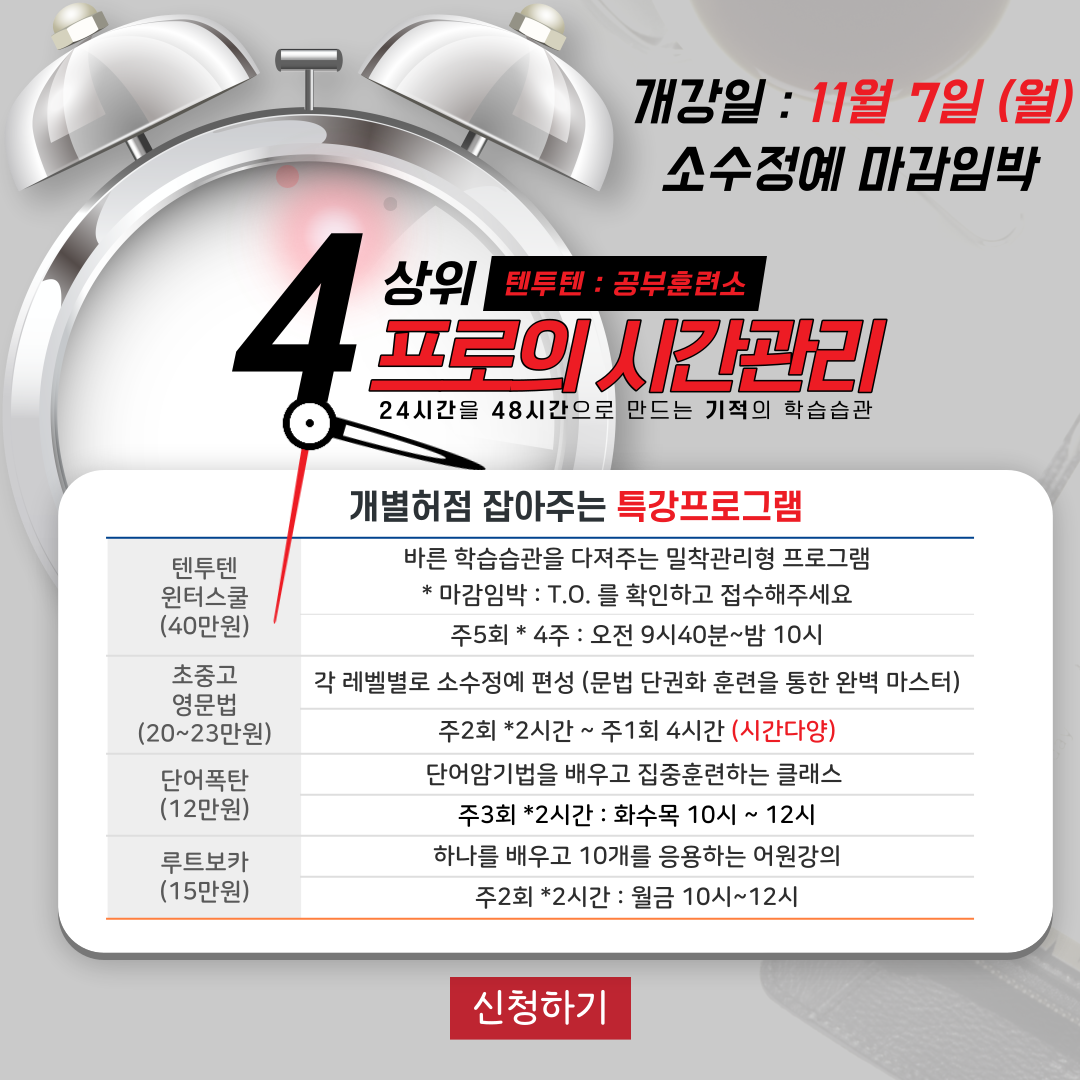 개강일 : 11월 7일 (월)
소수정예 마감임박
4
상위 텐투텐 : 공부훈련소
프로의 시간관리
24시간을 48시간으로 만드는 기적의 학습습관
개별허점 잡아주는 특강프로그램
텐투텐
윈터스쿨
(40만원)
바른 학습습관을 다져주는 밀착관리형 프로그램
* 마감임박 : T.O. 를 확인하고 접수해주세요
주5회 * 4주 : 오전 9시40분~밤 10시
초중고
영문법
(20~23만원)
각 레벨별로 소수정예 편성 (문법 단권화 훈련을 통한 완벽 마스터)
주2회 *2시간 ~ 주1회 4시간 (시간다양)
단어폭탄
(12만원)
단어암기법을 배우고 집중훈련하는 클래스
주3회 *2시간 : 화수목 10시 ~ 12시
루트보카
(15만원)
하나를 배우고 10개를 응용하는 어원강의
주2회 *2시간 : 월금 10시~12시
신청하기